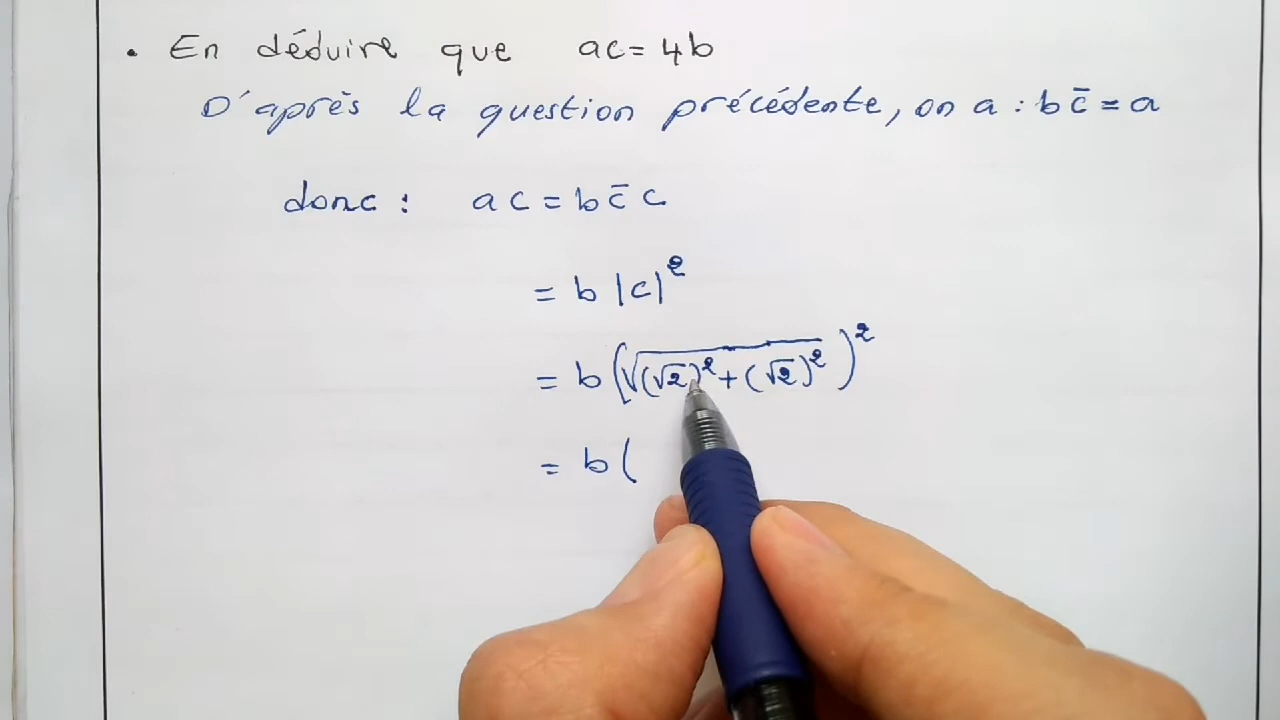 . En déduire que ac = 4b
D'après la question précédente, on a : b c̄ = a
donc : ac = b c̄ c
= b |c|²
= b (√((√2)² + (√2)²))²
= b (